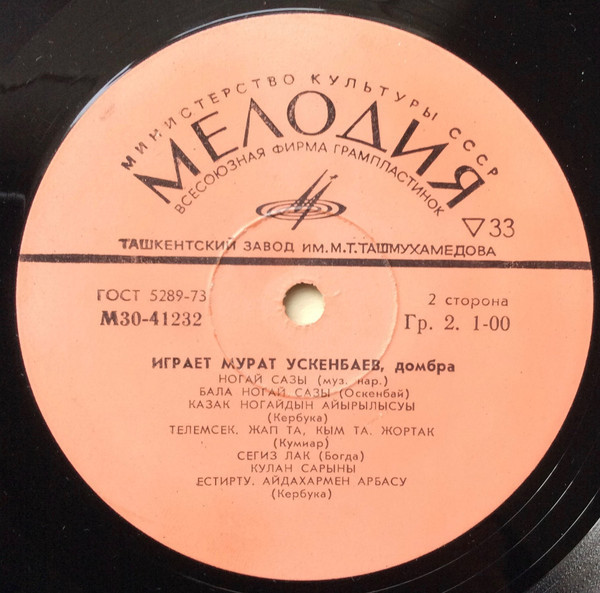 МИНИСТЕРСТВО КУЛЬТУРЫ СССР
МЕЛОДИЯ
ВСЕСОЮЗНАЯ ФИРМА ГРАМПЛАСТИНОК
▽33
ТАШКЕНТСКИЙ ЗАВОД ИМ. М.Т.ТАШМУХАМЕДОВА
ГОСТ 5289-73
2 сторона
М30-41232
Гр. 2. 1-00
ИГРАЕТ МУРАТ УСКЕНБАЕВ, домбра
НОГАЙ САЗЫ (муз. нар.)
БАЛА НОГАЙ САЗЫ (Оскенбай)
КАЗАК НОГАЙДЫН АЙЫРЫЛЫСУЫ
(Кербука)
ТЕЛЕМСЕК. ЖАП ТА, КЫМ ТА. ЖОРТАК
(Кумиар)
СЕГИЗ ЛАК (Богда)
КУЛАН САРЫНЫ
ЕСТИРТУ. АЙДАХАРМЕН АРБАСУ
(Кербука)